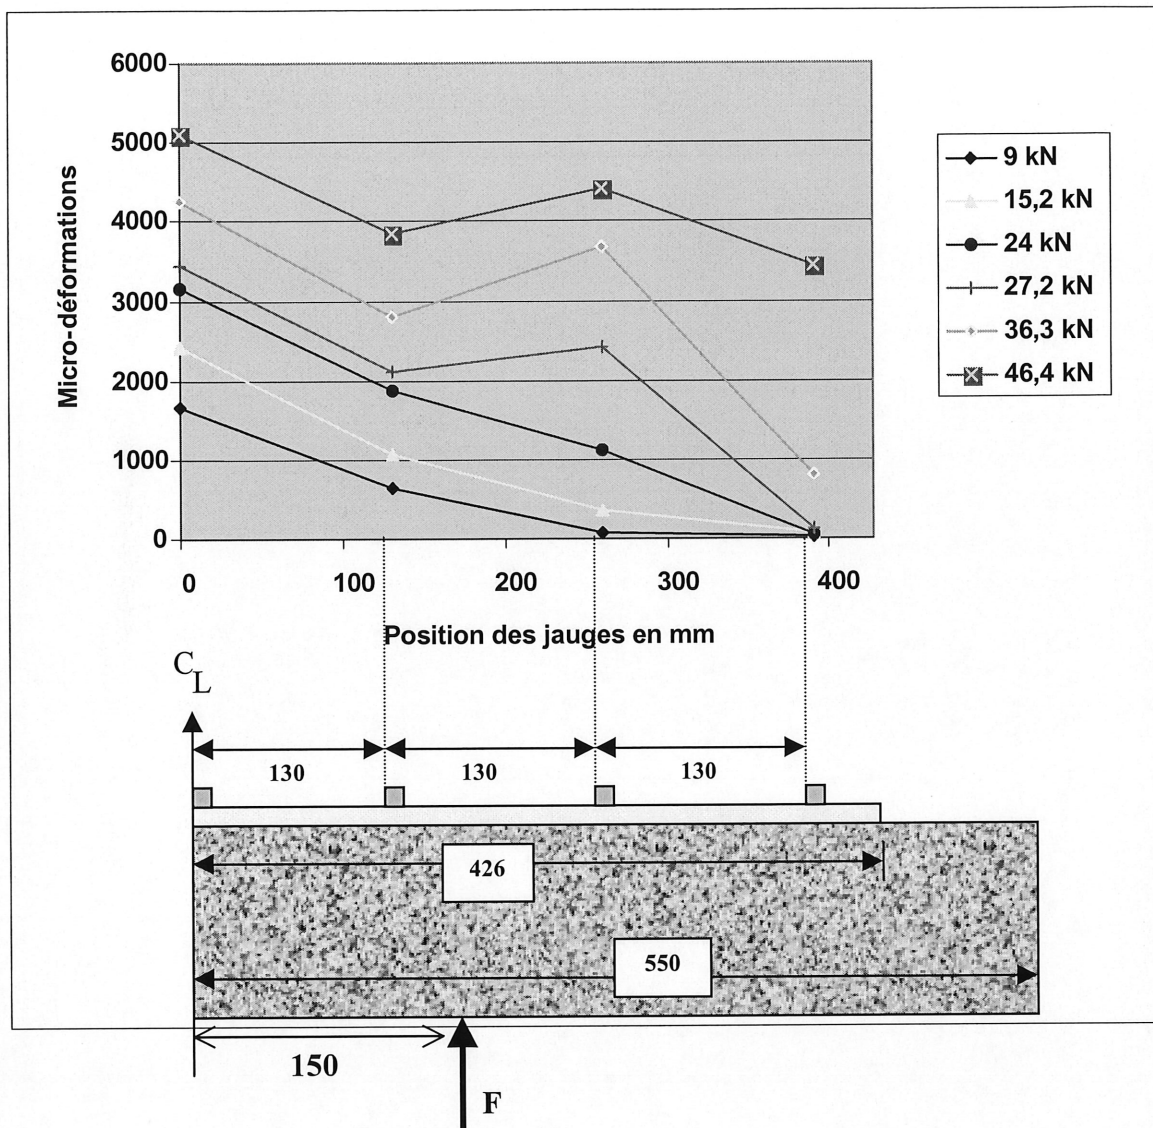 6000
5000
4000
3000
2000
1000
0
Micro-déformations
0 100 200 300 400
Position des jauges en mm
9 kN
15,2 kN
24 kN
27,2 kN
36,3 kN
46,4 kN
C
L
130 130 130
426
550
150
F